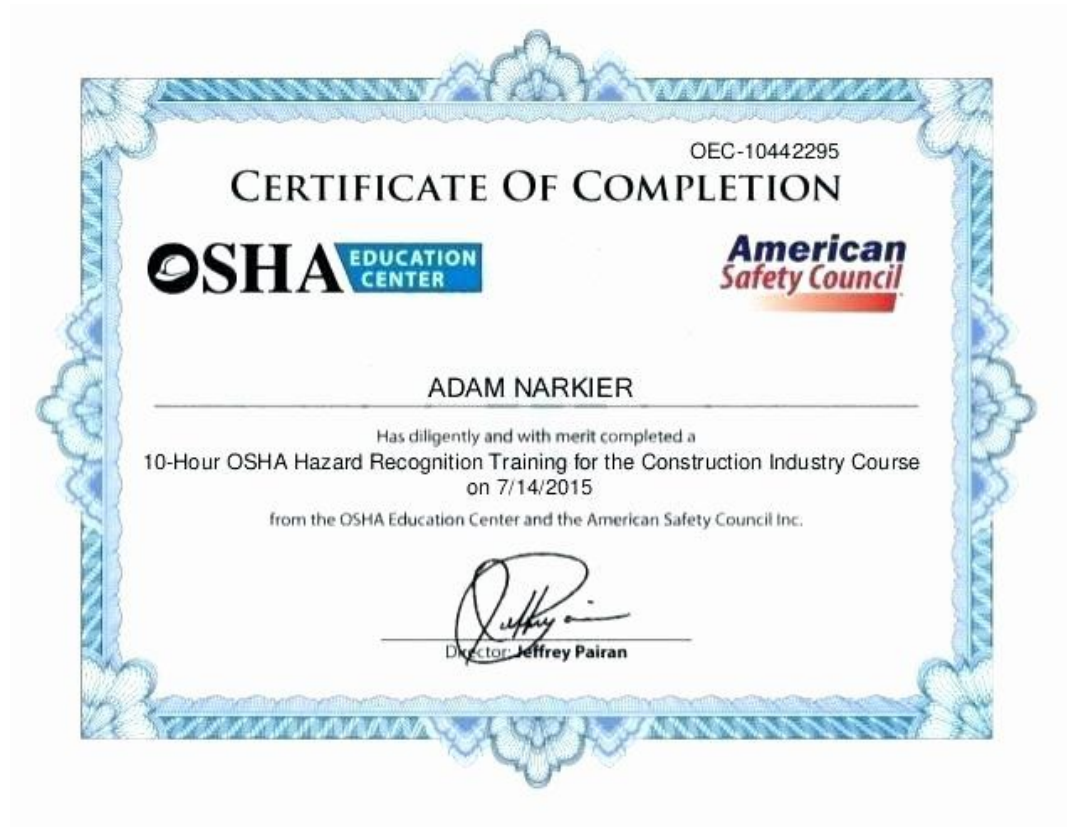 OEC-10442295
CERTIFICATE OF COMPLETION
OSHA EDUCATION CENTER
American Safety Council
ADAM NARKIER
Has diligently and with merit completed a
10-Hour OSHA Hazard Recognition Training for the Construction Industry Course
on 7/14/2015
from the OSHA Education Center and the American Safety Council Inc.
Director: Jeffrey Pairan